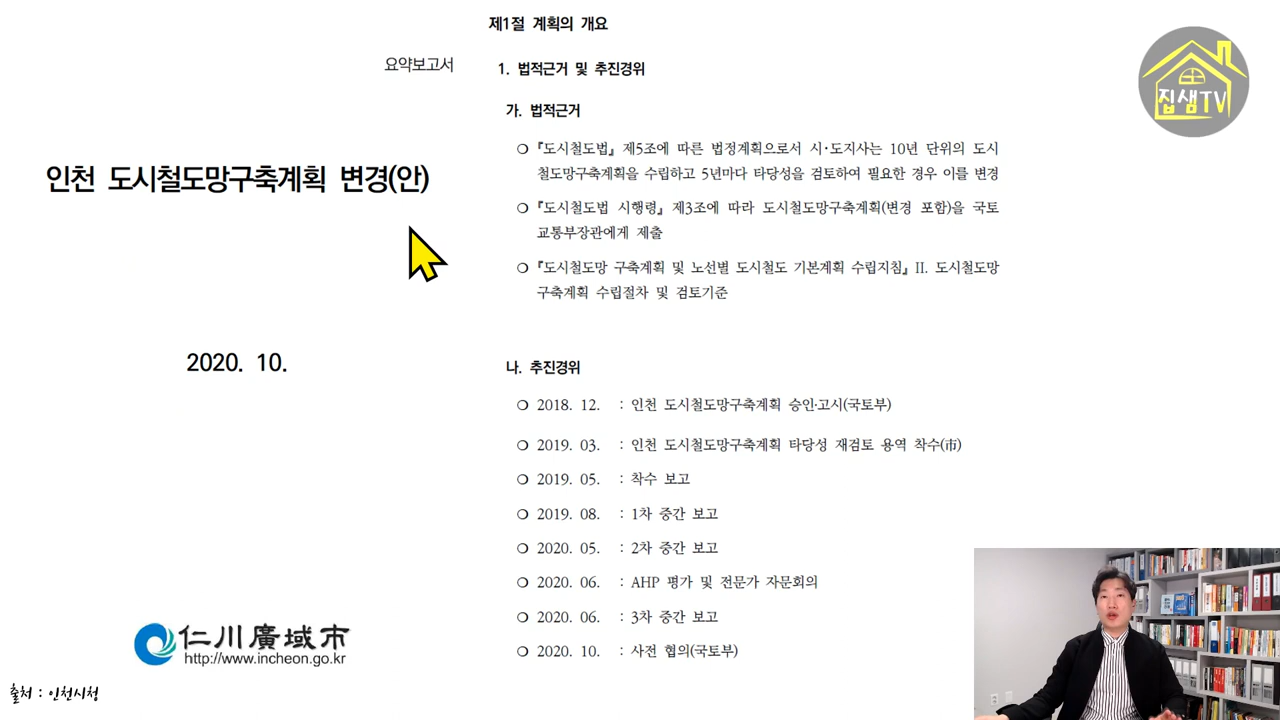 요약보고서
인천 도시철도망구축계획 변경(안)
2020. 10.
仁川廣域市
http://www.incheon.go.kr
출처 : 인천시청
제1절 계획의 개요
1. 법적근거 및 추진경위
가. 법적근거
❍ 『도시철도법』 제5조에 따른 법정계획으로서 시·도지사는 10년 단위의 도시
철도망구축계획을 수립하고 5년마다 타당성을 검토하여 필요한 경우 이를 변경
❍ 『도시철도법 시행령』 제3조에 따라 도시철도망구축계획(변경 포함)을 국토
교통부장관에게 제출
❍ 『도시철도망 구축계획 및 노선별 도시철도 기본계획 수립지침』 II. 도시철도망
구축계획 수립절차 및 검토기준
나. 추진경위
❍ 2018. 12. : 인천 도시철도망구축계획 승인·고시(국토부)
❍ 2019. 03. : 인천 도시철도망구축계획 타당성 재검토 용역 착수(市)
❍ 2019. 05. : 착수 보고
❍ 2019. 08. : 1차 중간 보고
❍ 2020. 05. : 2차 중간 보고
❍ 2020. 06. : AHP 평가 및 전문가 자문회의
❍ 2020. 06. : 3차 중간 보고
❍ 2020. 10. : 사전 협의(국토부)
집샘TV